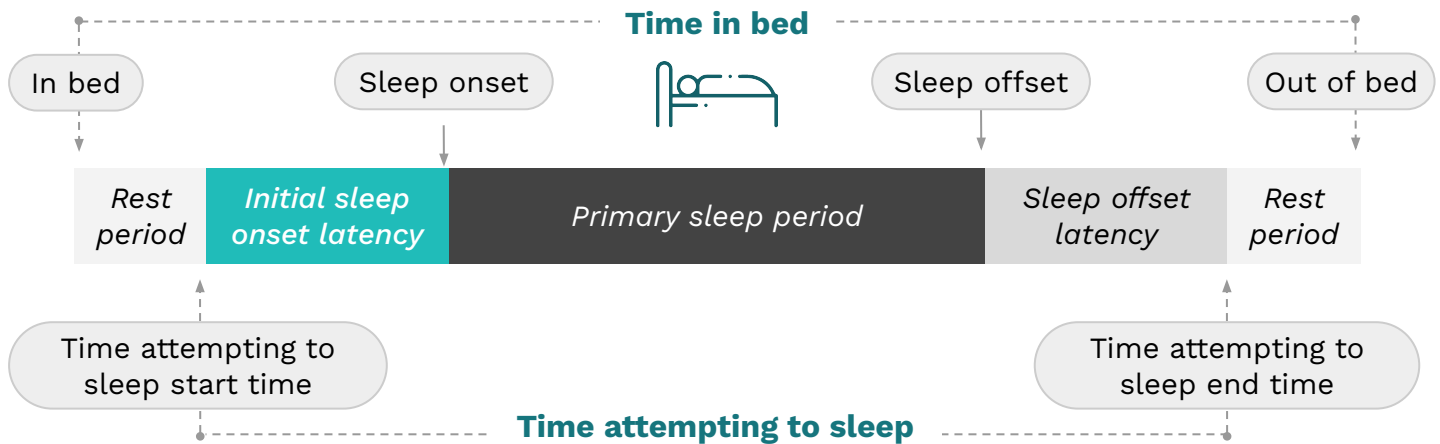 Time in bed
In bed
Sleep onset
Sleep offset
Out of bed
Rest
period
Initial sleep
onset latency
Primary sleep period
Sleep offset
latency
Rest
period
Time attempting to
sleep start time
Time attempting to
sleep end time
Time attempting to sleep